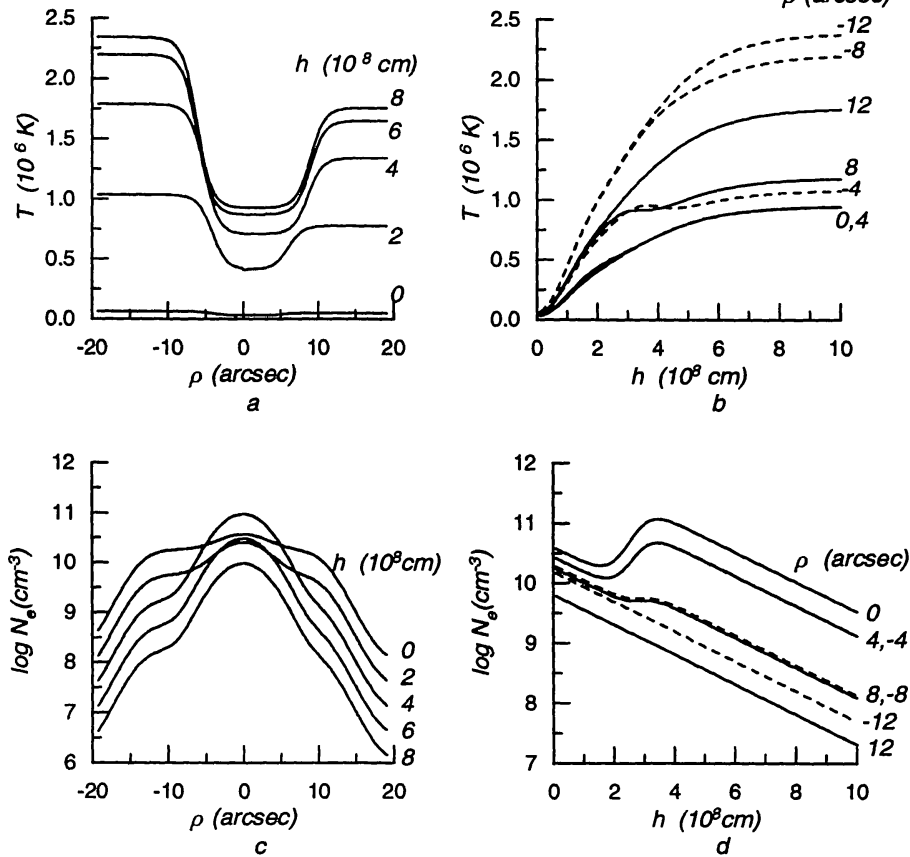 ρ (arcsec)
2.5
2.0
1.5
1.0
0.5
0.0
T (10⁶ K)
h (10⁸ cm)
8
6
4
2
0
-20 -10 0 10 20
ρ (arcsec)
a
2.5
2.0
1.5
1.0
0.5
0.0
T (10⁶ K)
-12
-8
12
8
-4
0,4
0 2 4 6 8 10
h (10⁸ cm)
b
12
11
10
9
8
7
6
log Nₑ(cm⁻³)
h (10⁸cm)
0
2
4
6
8
-20 -10 0 10 20
ρ (arcsec)
c
12
11
10
9
8
7
log Nₑ(cm⁻³)
ρ (arcsec)
0
4,-4
8,-8
-12
12
0 2 4 6 8 10
h (10⁸cm)
d